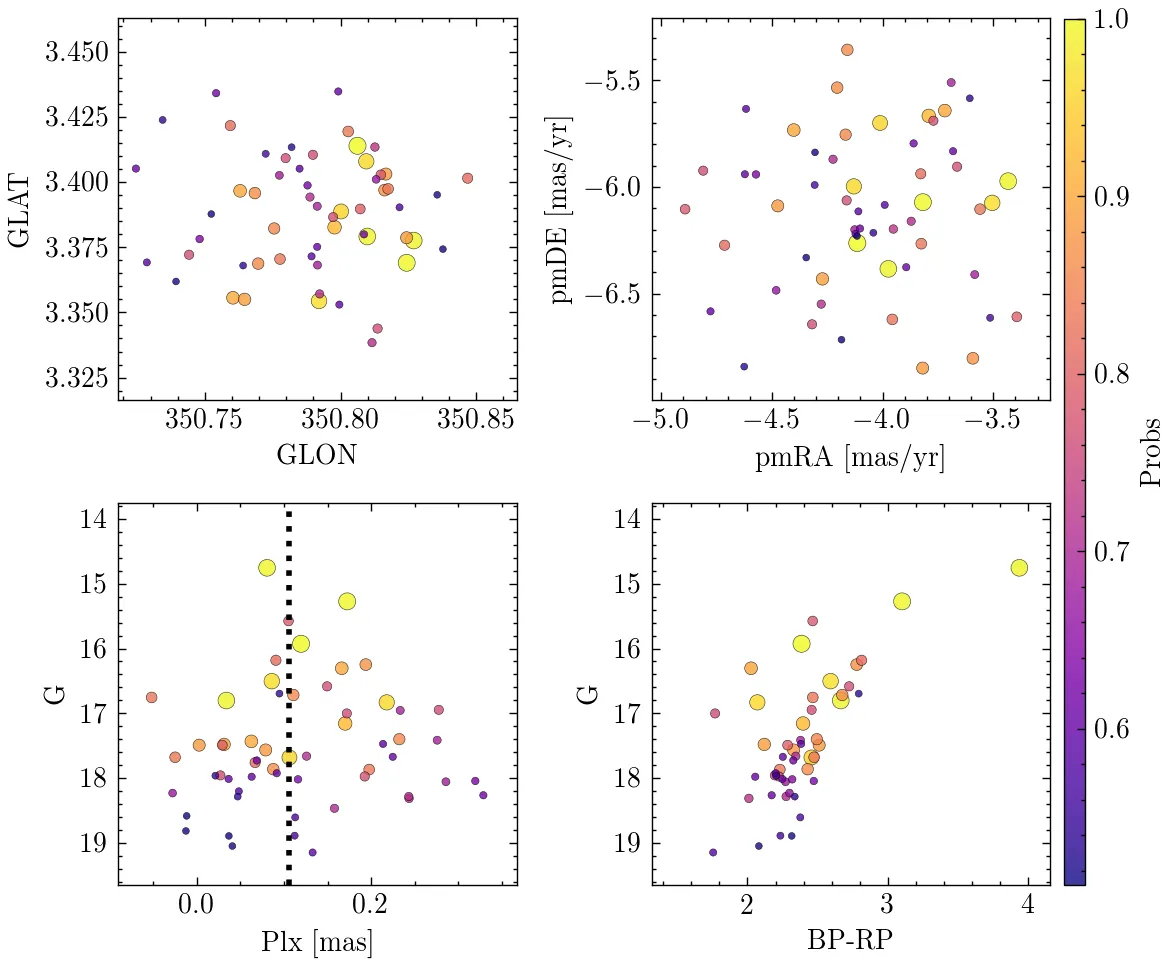 3.450
3.425
3.400
3.375
3.350
3.325
GLAT
350.75 350.80 350.85
GLON
−5.5
−6.0
−6.5
pmDE [mas/yr]
−5.0 −4.5 −4.0 −3.5
pmRA [mas/yr]
14
15
16
17
18
19
G
0.0 0.2
Plx [mas]
14
15
16
17
18
19
G
2 3 4
BP-RP
1.0
0.9
0.8
0.7
0.6
Probs